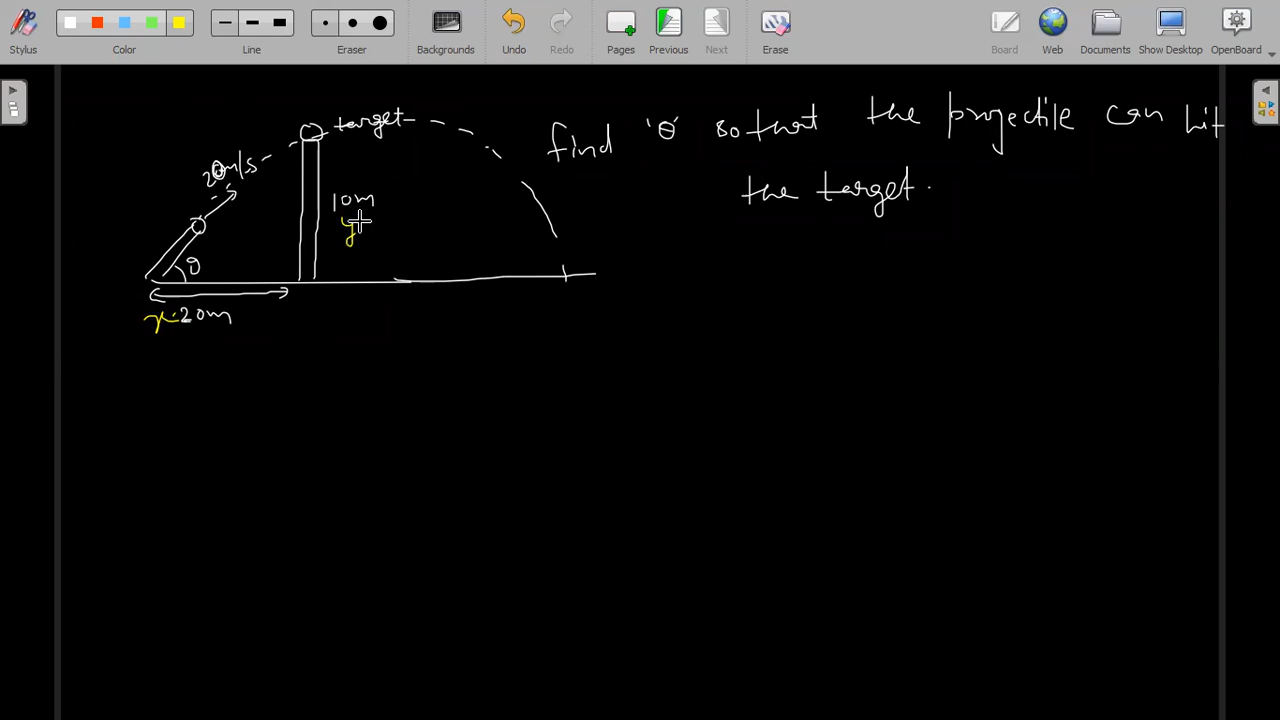 Stylus Color Line Eraser Backgrounds Undo Redo Pages Previous Next Erase Board Web Documents Show Desktop OpenBoard
target
find 'θ' so that the projectile can hit
the target.
20m/s
10m
y
θ
x=20m